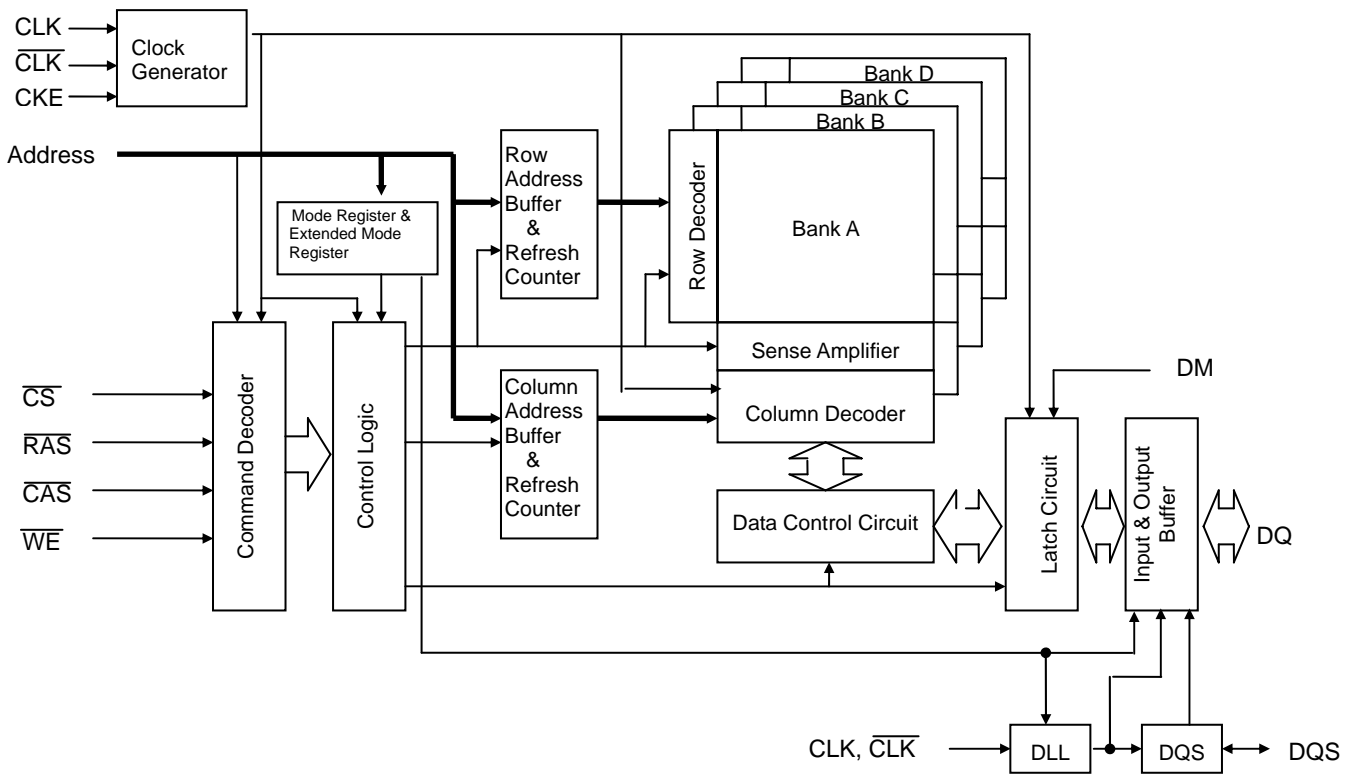 CLK
CLK
CKE
Clock
Generator
Address
Mode Register &
Extended Mode
Register
Row
Address
Buffer
&
Refresh
Counter
Row Decoder
Bank D
Bank C
Bank B
Bank A
Sense Amplifier
Column Decoder
CS
RAS
CAS
WE
Command Decoder
Control Logic
Column
Address
Buffer
&
Refresh
Counter
Data Control Circuit
DM
Latch Circuit
Input & Output
Buffer
DQ
CLK, CLK
DLL
DQS
DQS